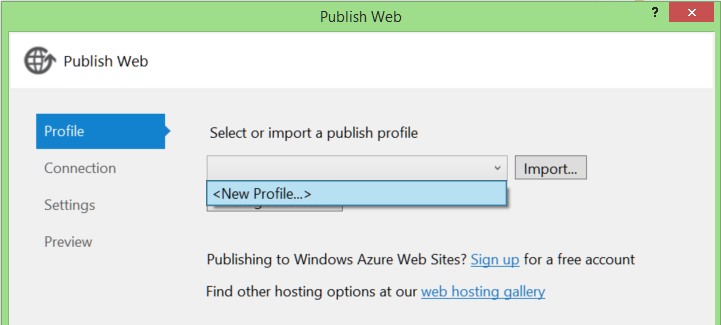 Publish Web
?
Publish Web
Profile
Select or import a publish profile
Connection
Import...
<New Profile...>
Settings
Preview
Publishing to Windows Azure Web Sites? Sign up for a free account
Find other hosting options at our web hosting gallery